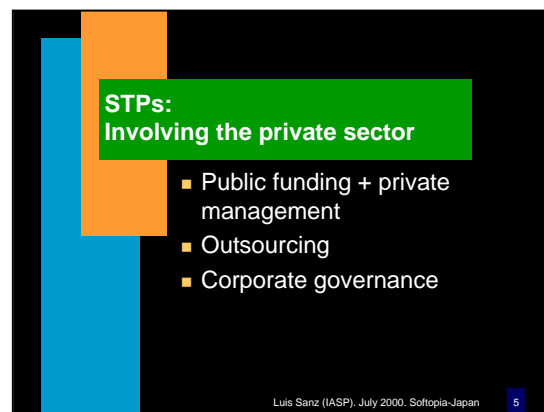 STPs:
Involving the private sector
Public funding + private
management
Outsourcing
Corporate governance
Luis Sanz (IASP). July 2000. Softopia-Japan
5